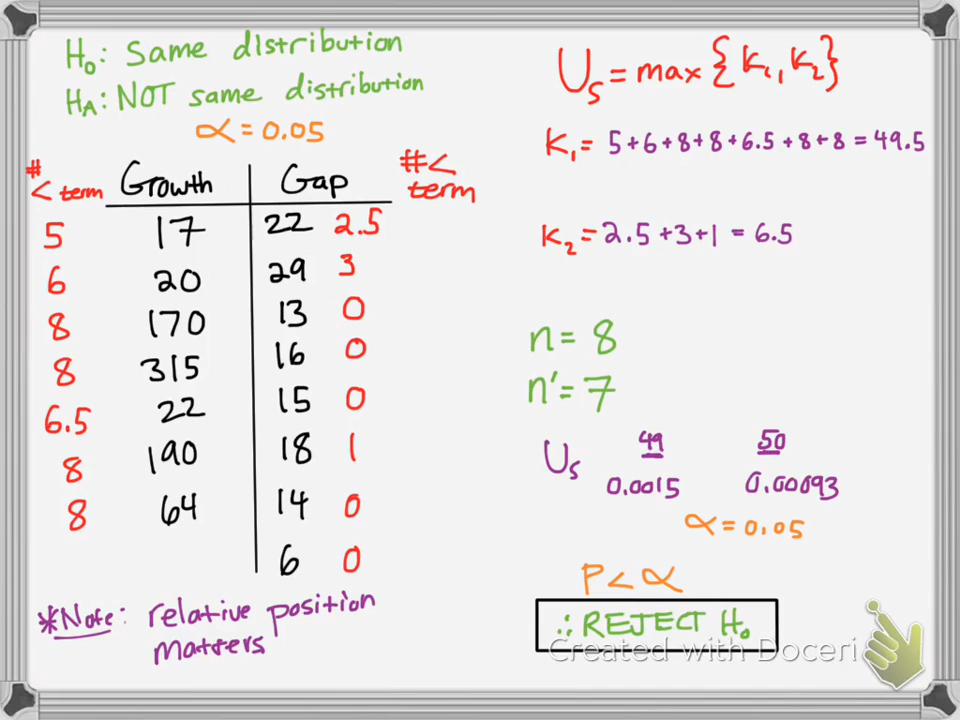 H₀: Same distribution
Hₐ: NOT same distribution
α = 0.05
# < term Growth Gap # < term
5 17 22 2.5
6 20 29 3
8 170 13 0
8 315 16 0
6.5 22 15 0
8 190 18 1
8 64 14 0
6 0
*Note: relative position
matters
Uₛ = max {K₁, K₂}
K₁ = 5+6+8+8+6.5+8+8 = 49.5
K₂ = 2.5+3+1 = 6.5
n = 8
n' = 7
Uₛ 49 50
0.0015 0.00093
α = 0.05
P < α
∴ REJECT H₀
Created with Doceri